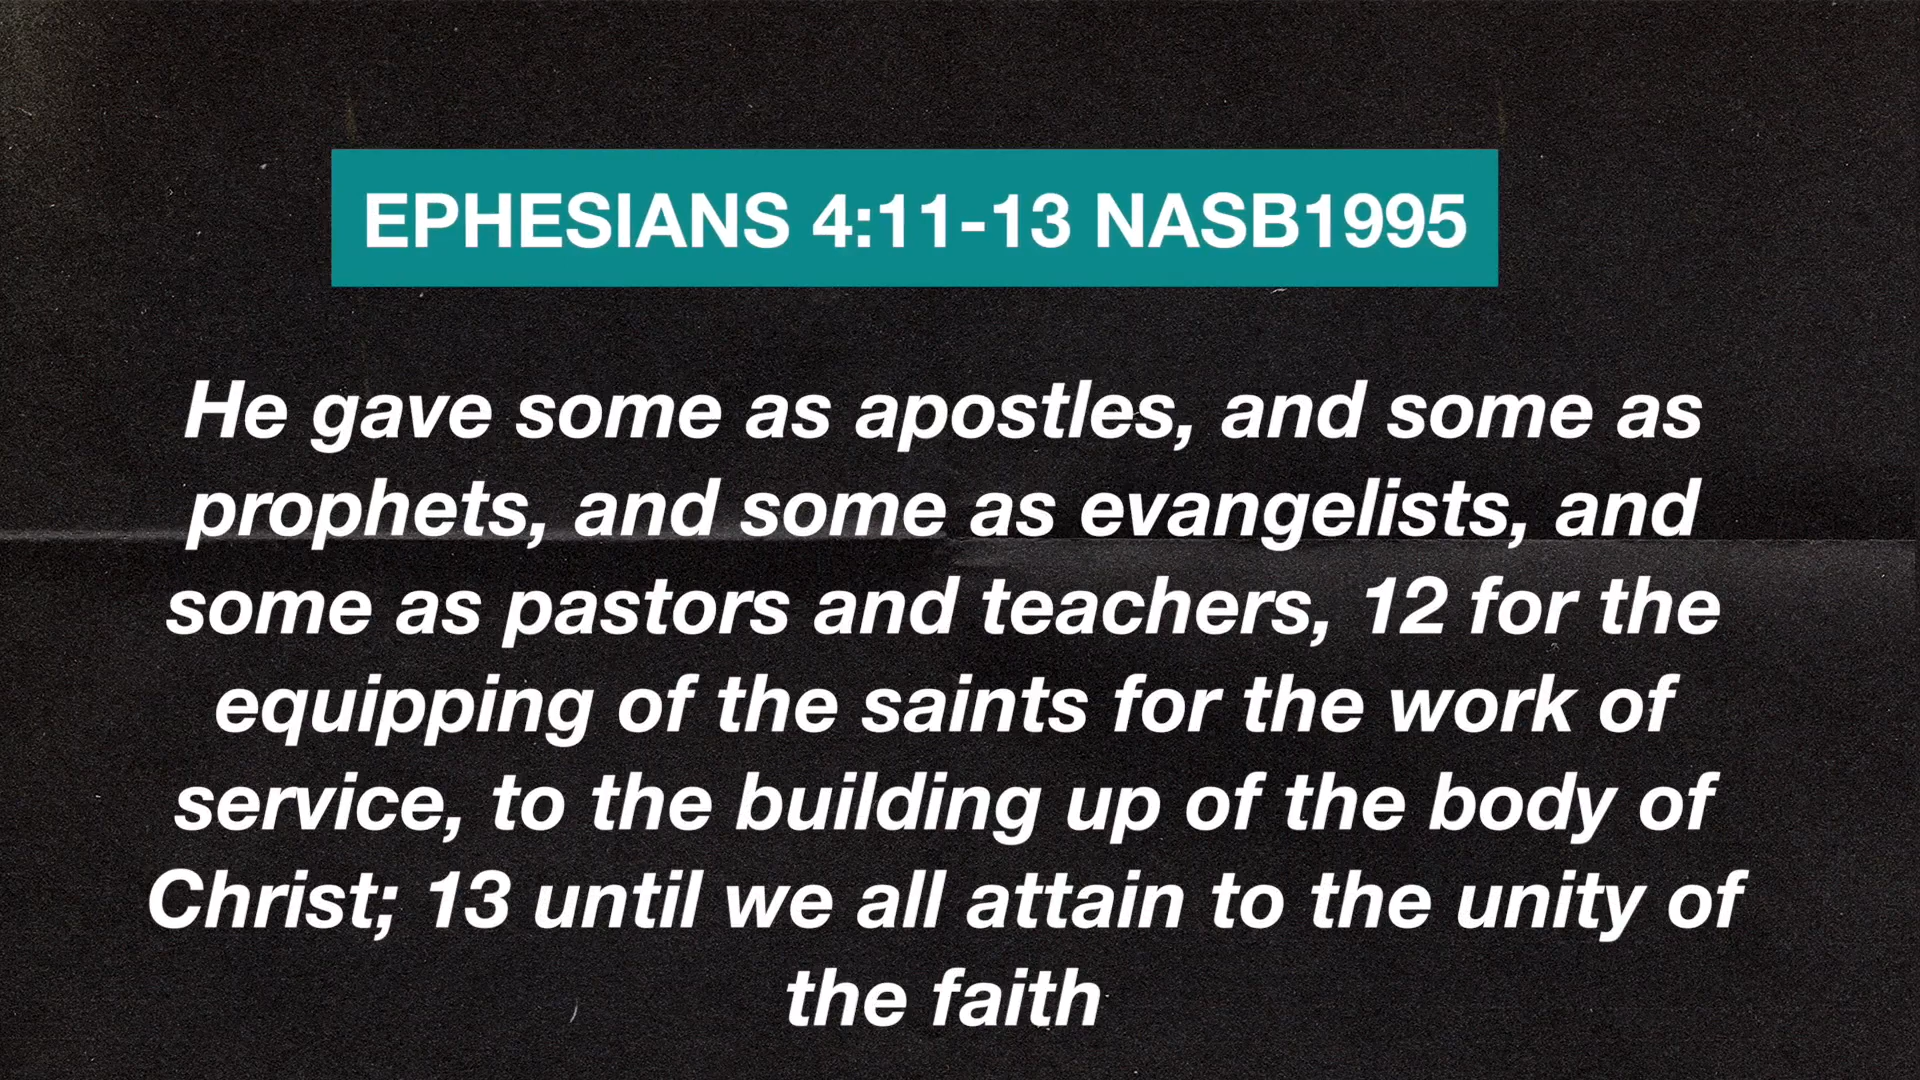 EPHESIANS 4:11-13 NASB1995
He gave some as apostles, and some as
prophets, and some as evangelists, and
some as pastors and teachers, 12 for the
equipping of the saints for the work of
service, to the building up of the body of
Christ; 13 until we all attain to the unity of
the faith